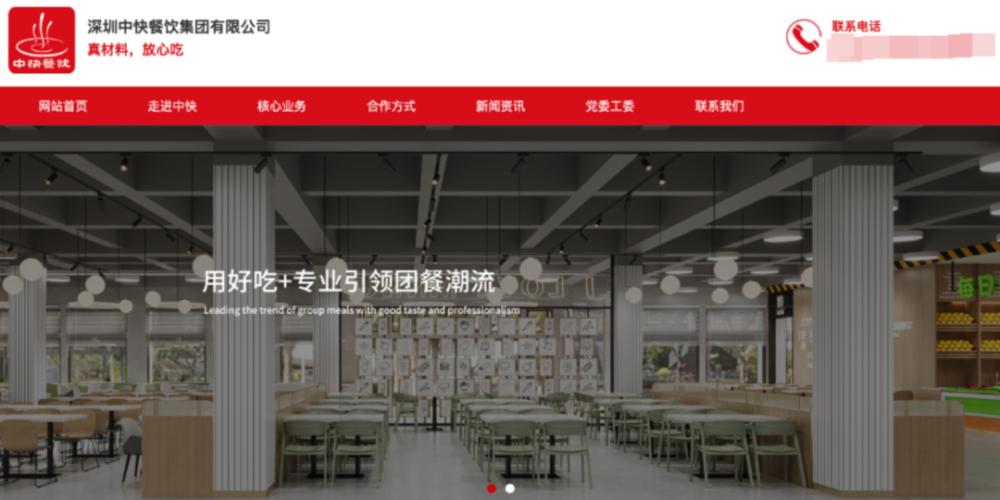 深圳中快餐饮集团有限公司
真材料，放心吃
中快餐饮
联系电话
网站首页 走进中快 核心业务 合作方式 新闻资讯 党委工委 联系我们
用好吃+专业引领团餐潮流
Leading the trend of group meals with good taste and professionalism
每日